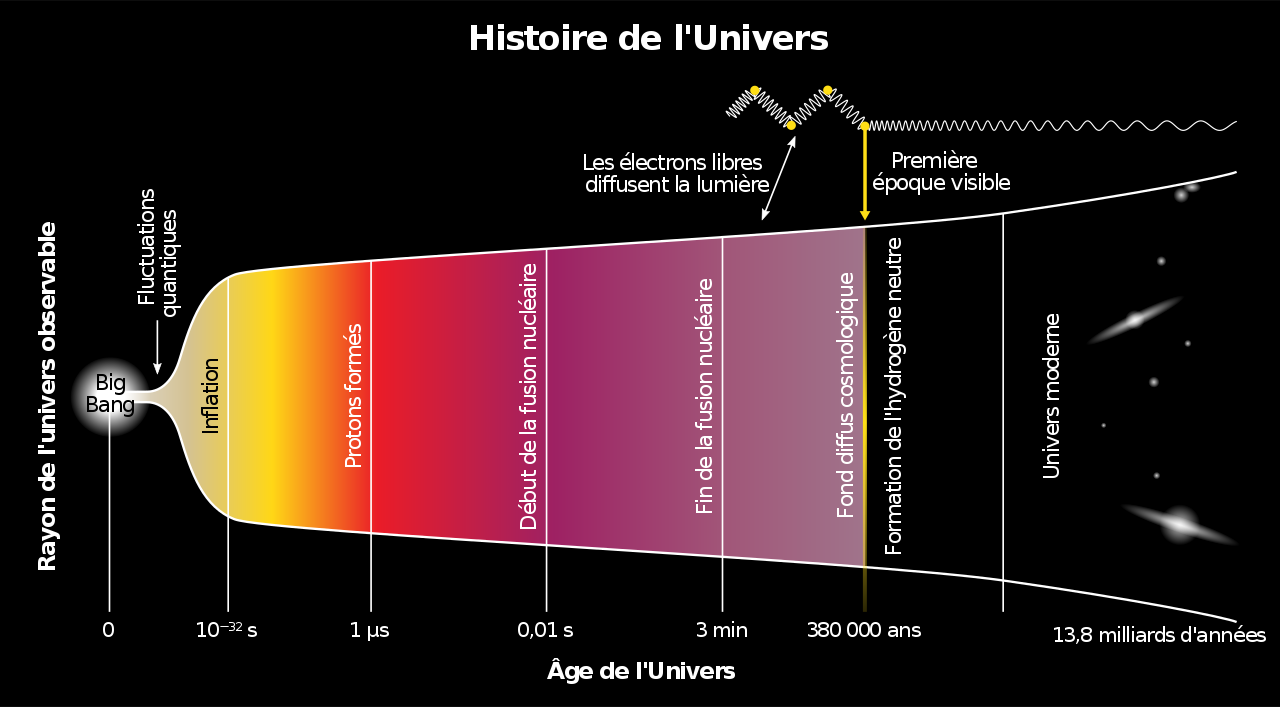 Histoire de l'Univers
Les électrons libres
diffusent la lumière
Première
époque visible
Fluctuations
quantiques
Rayon de l'univers observable
Big
Bang
Inflation
Protons formés
Début de la fusion nucléaire
Fin de la fusion nucléaire
Fond diffus cosmologique
Formation de l'hydrogène neutre
Univers moderne
0
10⁻³² s
1 µs
0,01 s
3 min
380 000 ans
13,8 milliards d'années
Âge de l'Univers